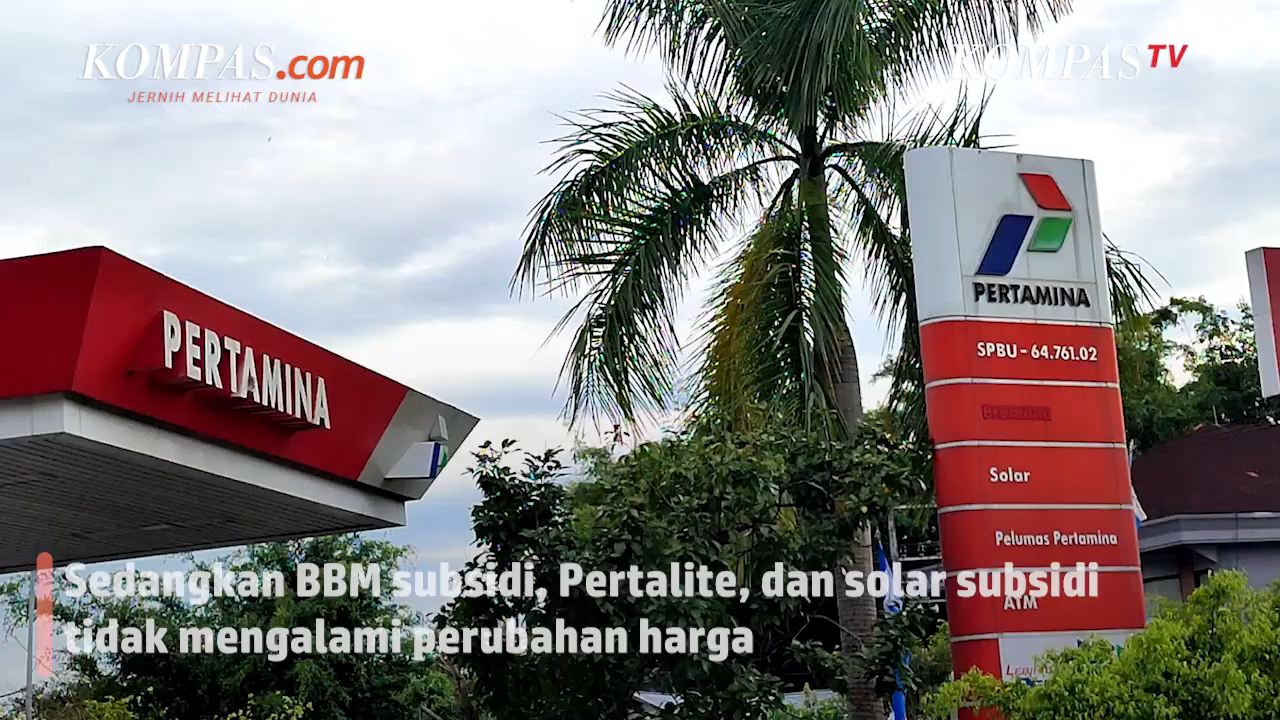 KOMPAS.com
JERNIH MELIHAT DUNIA
KOMPAS TV
PERTAMINA
PERTAMINA
SPBU - 64.761.02
Premium
Solar
Pelumas Pertamina
ATM
Sedangkan BBM subsidi, Pertalite, dan solar subsidi
tidak mengalami perubahan harga